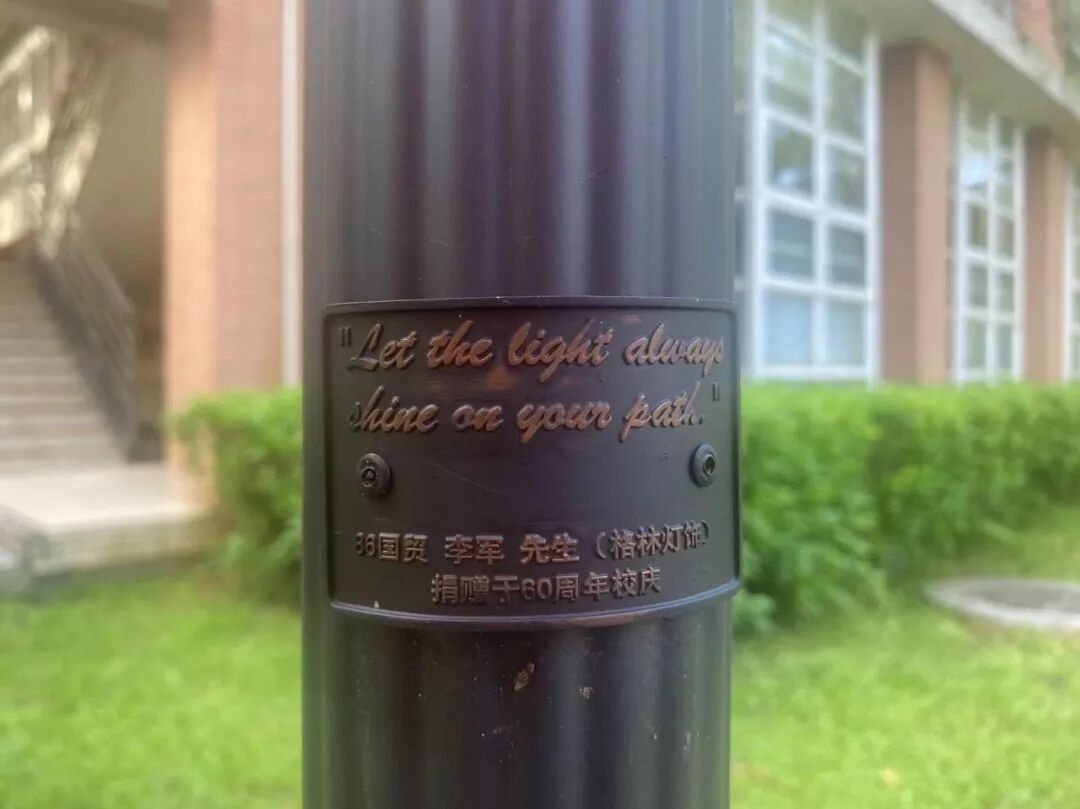 "Let the light always
shine on your path."
86国贸 李军 先生（格林灯饰）
捐赠于60周年校庆